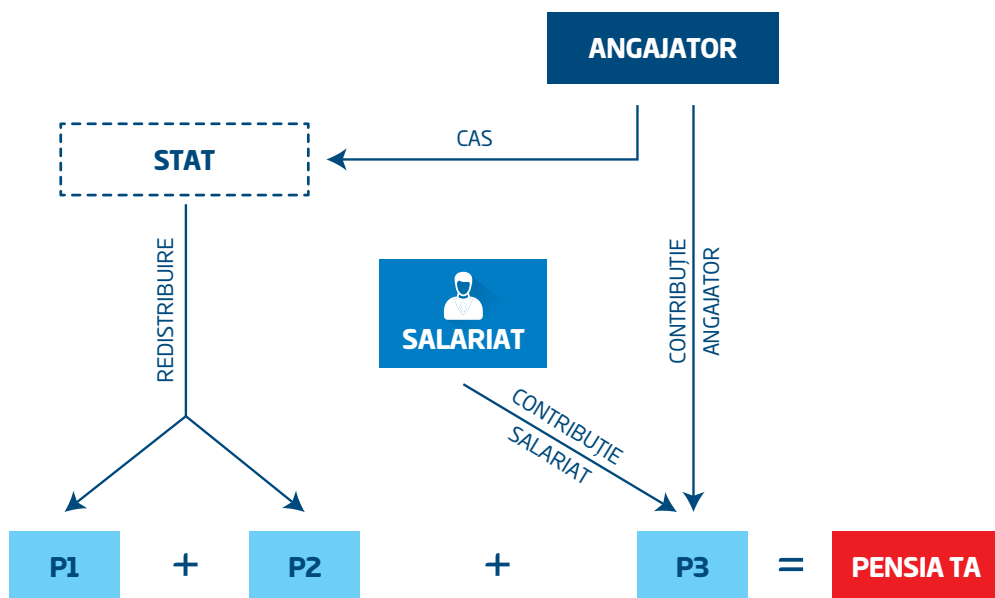 ANGAJATOR
CAS
STAT
REDISTRIBUIRE
CONTRIBUȚIE
ANGAJATOR
SALARIAT
CONTRIBUȚIE
SALARIAT
P1 + P2 + P3 = PENSIA TA